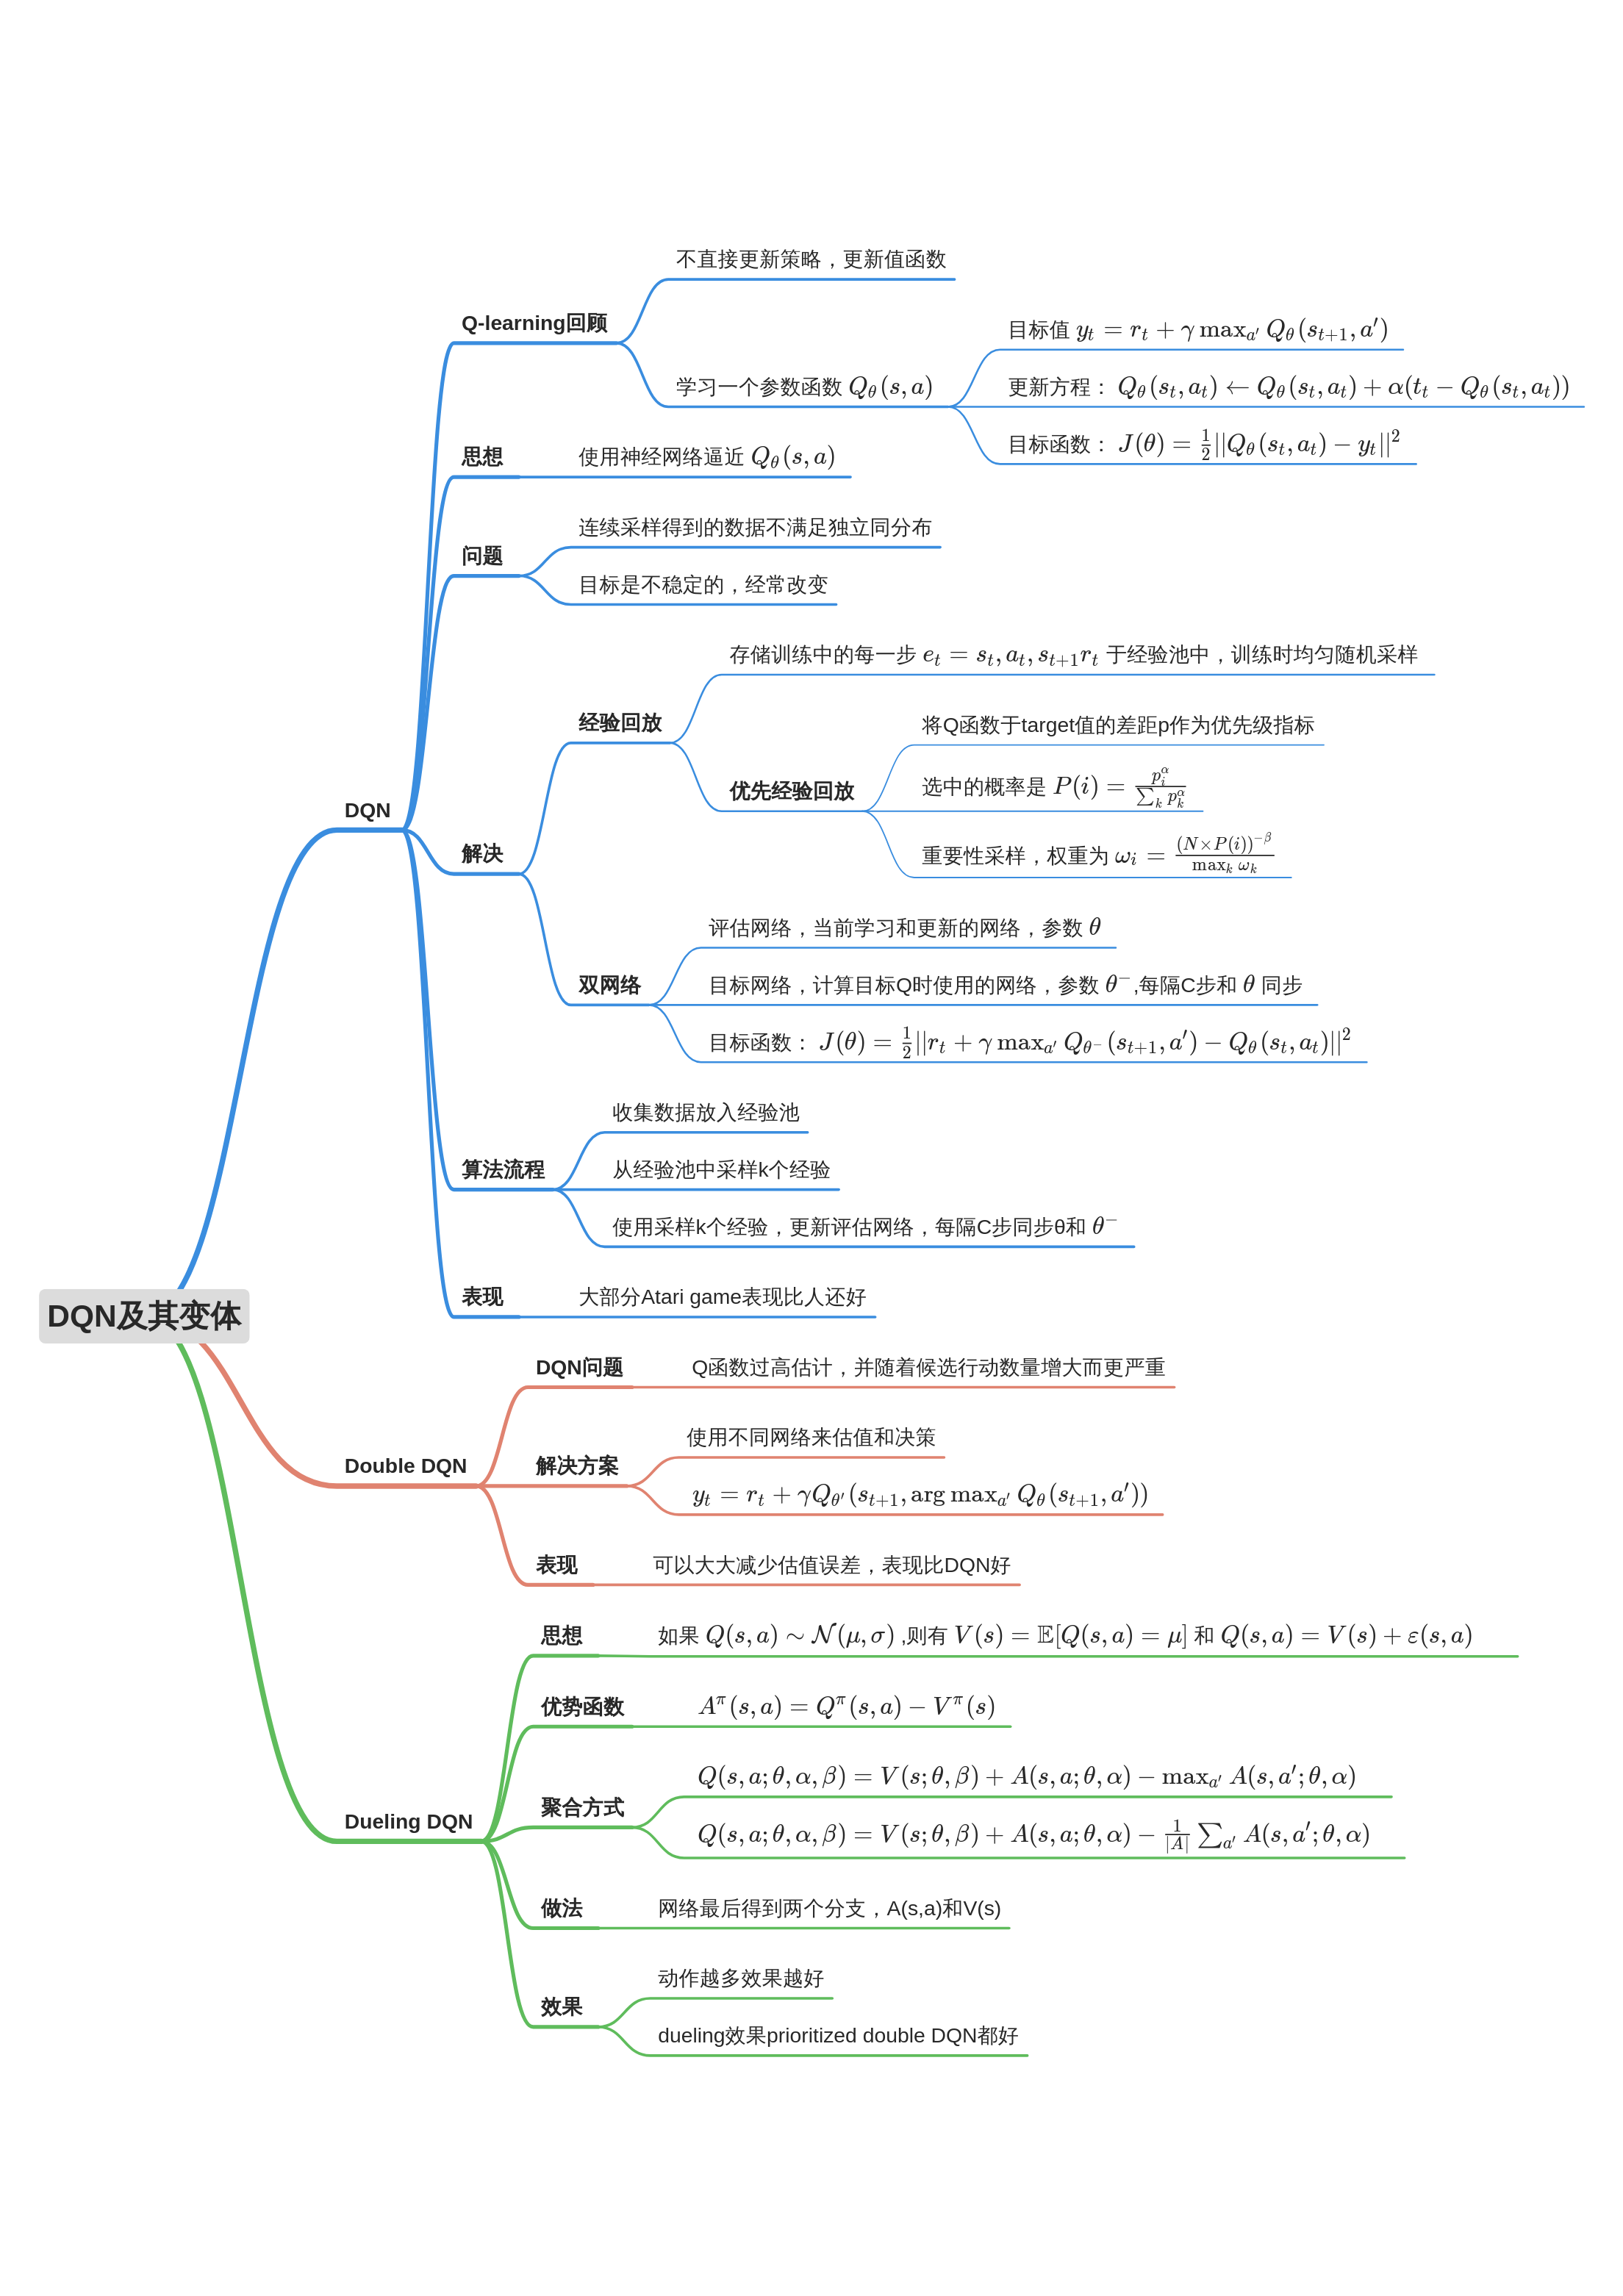 DQN及其变体
DQN
Q-learning回顾
不直接更新策略，更新值函数
学习一个参数函数 $Q_\theta(s,a)$
目标值 $y_t = r_t + \gamma \max_{a'} Q_\theta(s_{t+1}, a')$
更新方程： $Q_\theta(s_t, a_t) \leftarrow Q_\theta(s_t, a_t) + \alpha(t_t - Q_\theta(s_t, a_t))$
目标函数： $J(\theta) = \frac{1}{2}||Q_\theta(s_t, a_t) - y_t||^2$
思想
使用神经网络逼近 $Q_\theta(s,a)$
问题
连续采样得到的数据不满足独立同分布
目标是不稳定的，经常改变
解决
经验回放
存储训练中的每一步 $e_t = s_t, a_t, s_{t+1} r_t$ 于经验池中，训练时均匀随机采样
优先经验回放
将Q函数于target值的差距p作为优先级指标
选中的概率是 $P(i) = \frac{p_i^\alpha}{\sum_k p_k^\alpha}$
重要性采样，权重为 $\omega_i = \frac{(N \times P(i))^{-\beta}}{\max_k \omega_k}$
双网络
评估网络，当前学习和更新的网络，参数 $\theta$
目标网络，计算目标Q时使用的网络，参数 $\theta^-$,每隔C步和 $\theta$ 同步
目标函数： $J(\theta) = \frac{1}{2}||r_t + \gamma \max_{a'} Q_{\theta^-}(s_{t+1}, a') - Q_\theta(s_t, a_t)||^2$
算法流程
收集数据放入经验池
从经验池中采样k个经验
使用采样k个经验，更新评估网络，每隔C步同步θ和 $\theta^-$
表现
大部分Atari game表现比人还好
Double DQN
DQN问题
Q函数过高估计，并随着候选行动数量增大而更严重
解决方案
使用不同网络来估值和决策
$y_t = r_t + \gamma Q_{\theta'}(s_{t+1}, \arg\max_{a'} Q_\theta(s_{t+1}, a'))$
表现
可以大大减少估值误差，表现比DQN好
Dueling DQN
思想
如果 $Q(s,a) \sim \mathcal{N}(\mu, \sigma)$ ,则有 $V(s) = \mathbb{E}[Q(s,a) = \mu]$ 和 $Q(s,a) = V(s) + \varepsilon(s,a)$
优势函数
$A^\pi(s,a) = Q^\pi(s,a) - V^\pi(s)$
聚合方式
$Q(s,a;\theta,\alpha,\beta) = V(s;\theta,\beta) + A(s,a;\theta,\alpha) - \max_{a'} A(s,a';\theta,\alpha)$
$Q(s,a;\theta,\alpha,\beta) = V(s;\theta,\beta) + A(s,a;\theta,\alpha) - \frac{1}{|A|}\sum_{a'} A(s,a';\theta,\alpha)$
做法
网络最后得到两个分支，A(s,a)和V(s)
效果
动作越多效果越好
dueling效果prioritized double DQN都好